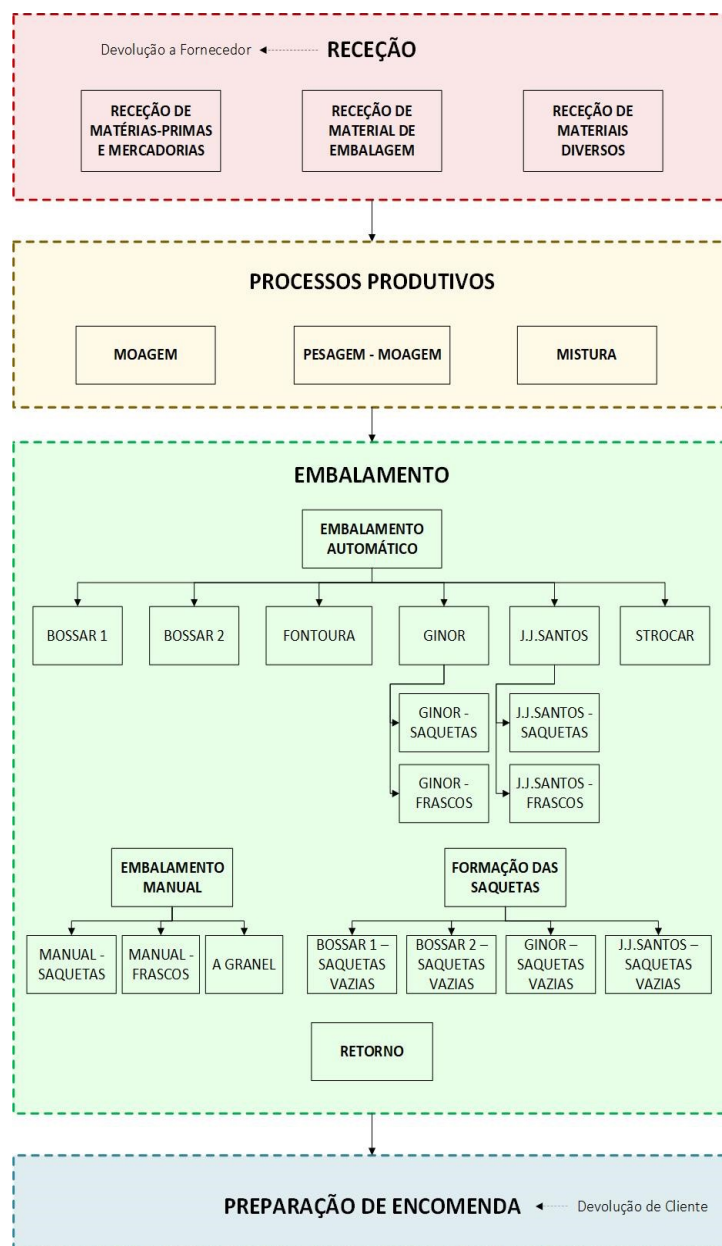 Devolução a Fornecedor
RECEÇÃO
RECEÇÃO DE
MATÉRIAS-PRIMAS
E MERCADORIAS
RECEÇÃO DE
MATERIAL DE
EMBALAGEM
RECEÇÃO DE
MATERIAIS
DIVERSOS
PROCESSOS PRODUTIVOS
MOAGEM
PESAGEM - MOAGEM
MISTURA
EMBALAMENTO
EMBALAMENTO
AUTOMÁTICO
BOSSAR 1
BOSSAR 2
FONTOURA
GINOR
J.J.SANTOS
STROCAR
GINOR -
SAQUETAS
J.J.SANTOS -
SAQUETAS
GINOR -
FRASCOS
J.J.SANTOS -
FRASCOS
EMBALAMENTO
MANUAL
FORMAÇÃO DAS
SAQUETAS
MANUAL -
SAQUETAS
MANUAL -
FRASCOS
A GRANEL
BOSSAR 1 –
SAQUETAS
VAZIAS
BOSSAR 2 –
SAQUETAS
VAZIAS
GINOR –
SAQUETAS
VAZIAS
J.J.SANTOS –
SAQUETAS
VAZIAS
RETORNO
PREPARAÇÃO DE ENCOMENDA
Devolução de Cliente